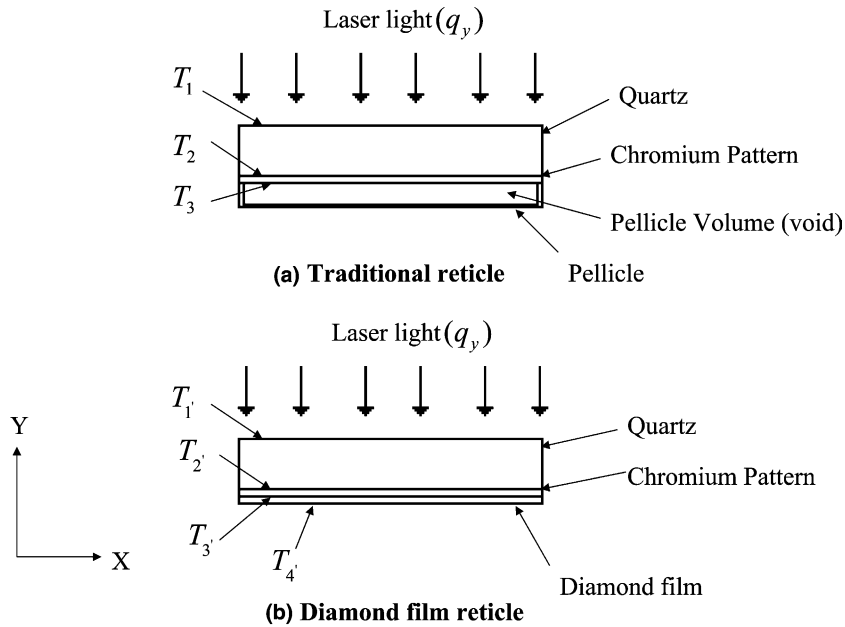 Laser light(q_y)
T_1
Quartz
T_2
Chromium Pattern
T_3
Pellicle Volume (void)
(a) Traditional reticle
Pellicle
Laser light(q_y)
T_1'
Y
Quartz
T_2'
Chromium Pattern
T_3'
T_4'
X
Diamond film
(b) Diamond film reticle